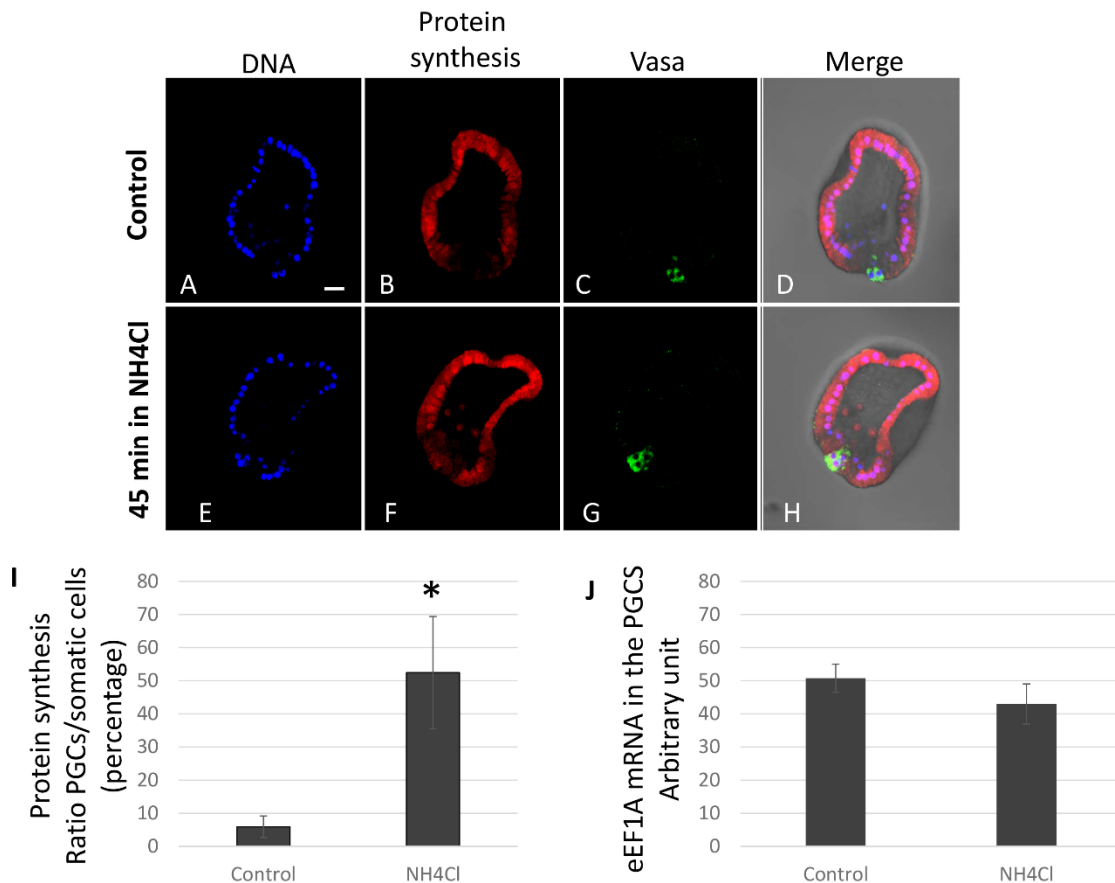 DNA
Protein
synthesis
Vasa
Merge
Control
A
B
C
D
45 min in NH4Cl
E
F
G
H
I
Protein synthesis
Ratio PGCs/somatic cells
(percentage)
80
70
60
50
40
30
20
10
0
*
Control
NH4Cl
J
eEF1A mRNA in the PGCS
Arbitrary unit
80
70
60
50
40
30
20
10
0
Control
NH4Cl